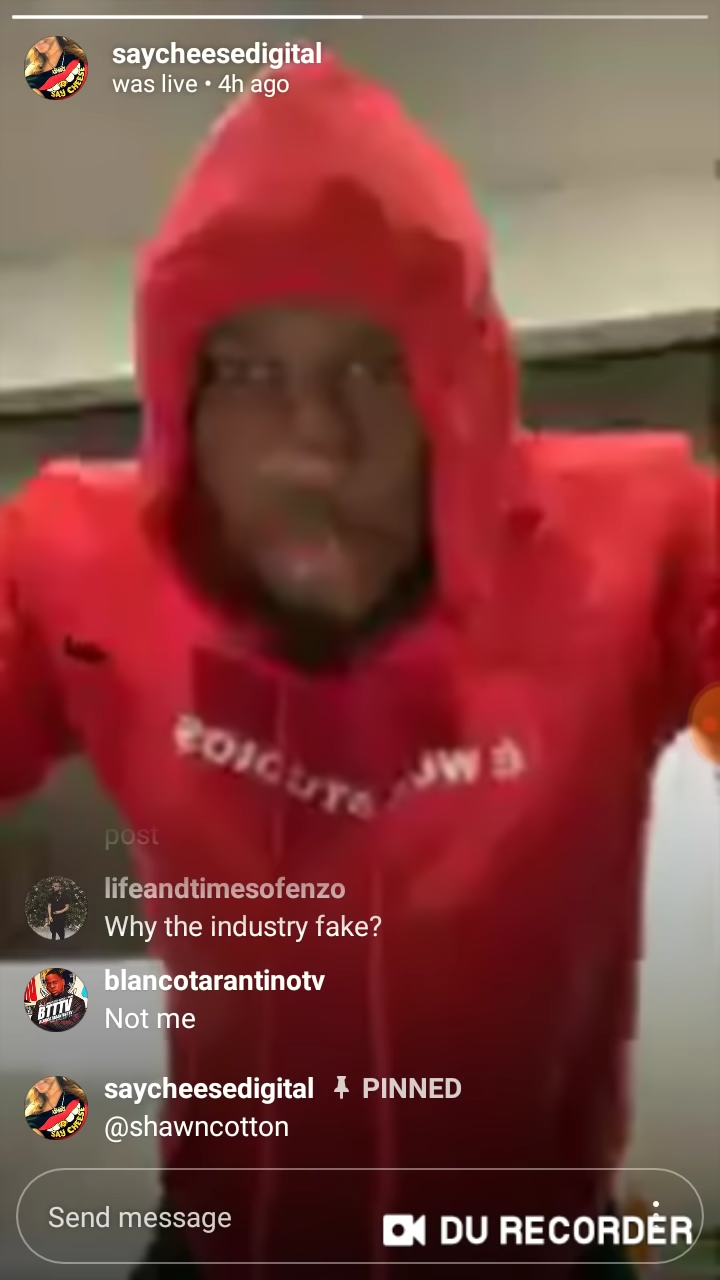 saycheesedigital
was live • 4h ago
post
lifeandtimesofenzo
Why the industry fake?
blancotarantinotv
Not me
saycheesedigital PINNED
@shawncotton
Send message
DU RECORDER